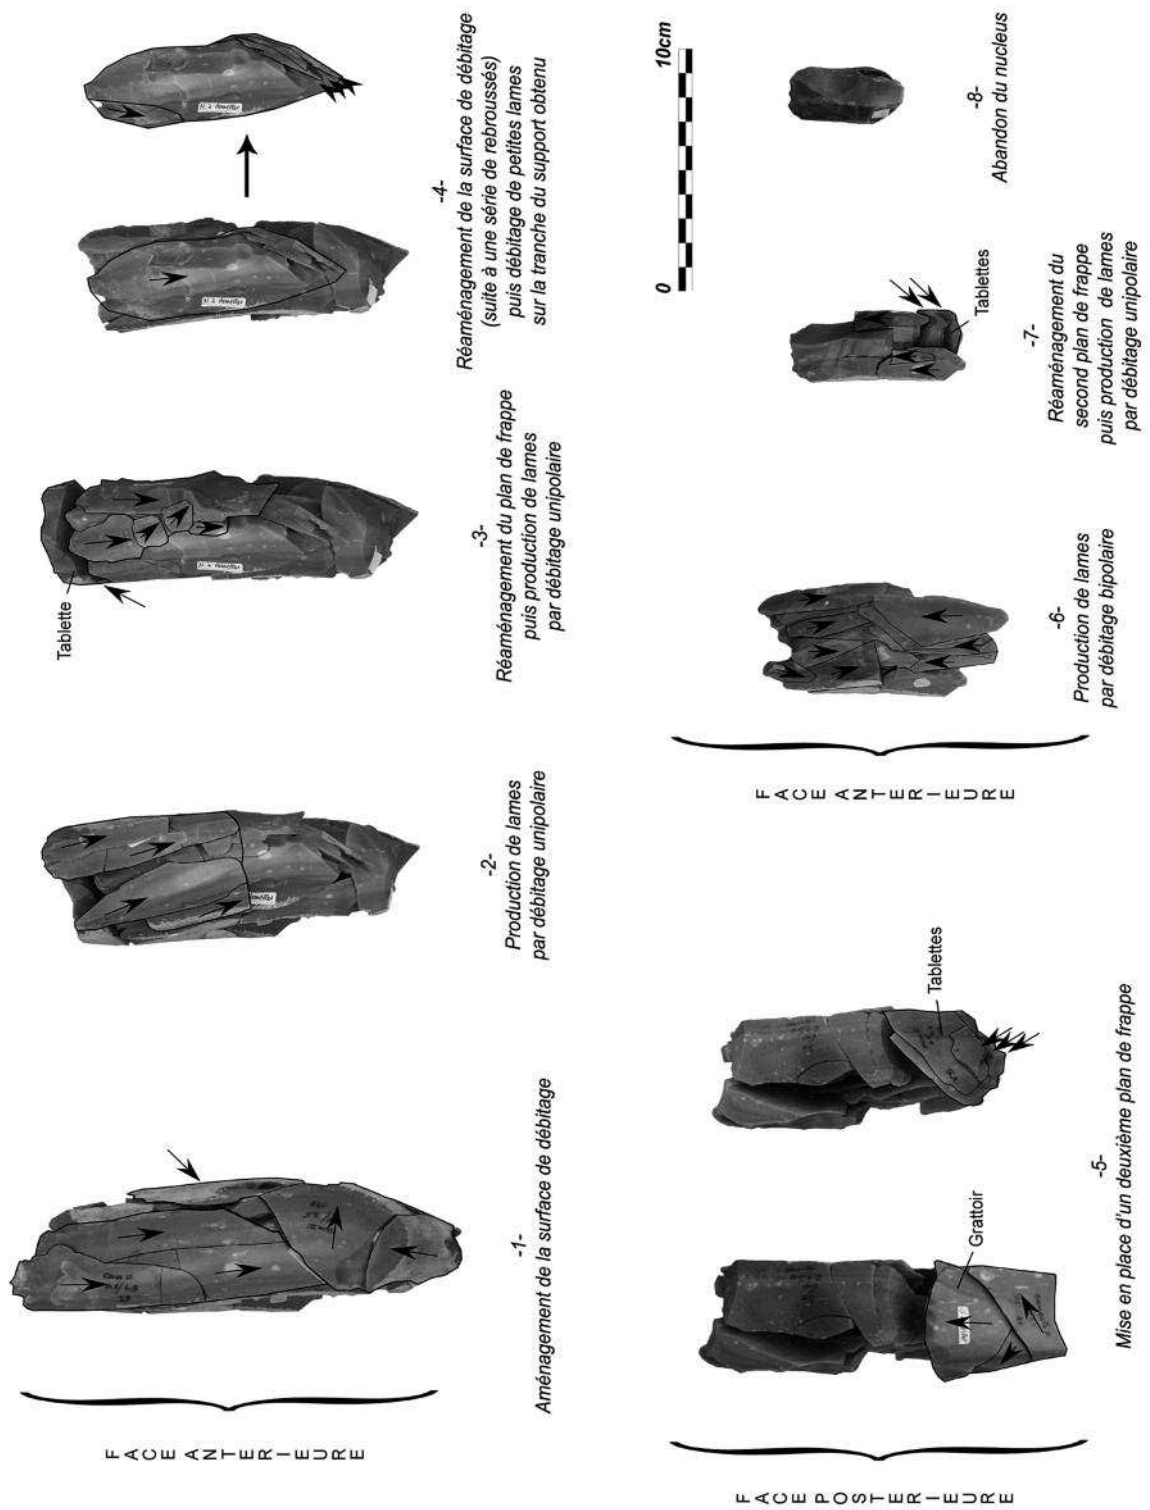 FACE ANTERIEURE
-1-
Aménagement de la surface de débitage
-2-
Production de lames
par débitage unipolaire
Tablette
-3-
Réaménagement du plan de frappe
puis production de lames
par débitage unipolaire
-4-
Réaménagement de la surface de débitage
(suite à une série de rebroussés)
puis débitage de petites lames
sur la tranche du support obtenu
FACE POSTERIEURE
Grattoir
Tablettes
-5-
Mise en place d'un deuxième plan de frappe
FACE ANTERIEURE
-6-
Production de lames
par débitage bipolaire
Tablettes
-7-
Réaménagement du
second plan de frappe
puis production de lames
par débitage unipolaire
0 10cm
-8-
Abandon du nucleus